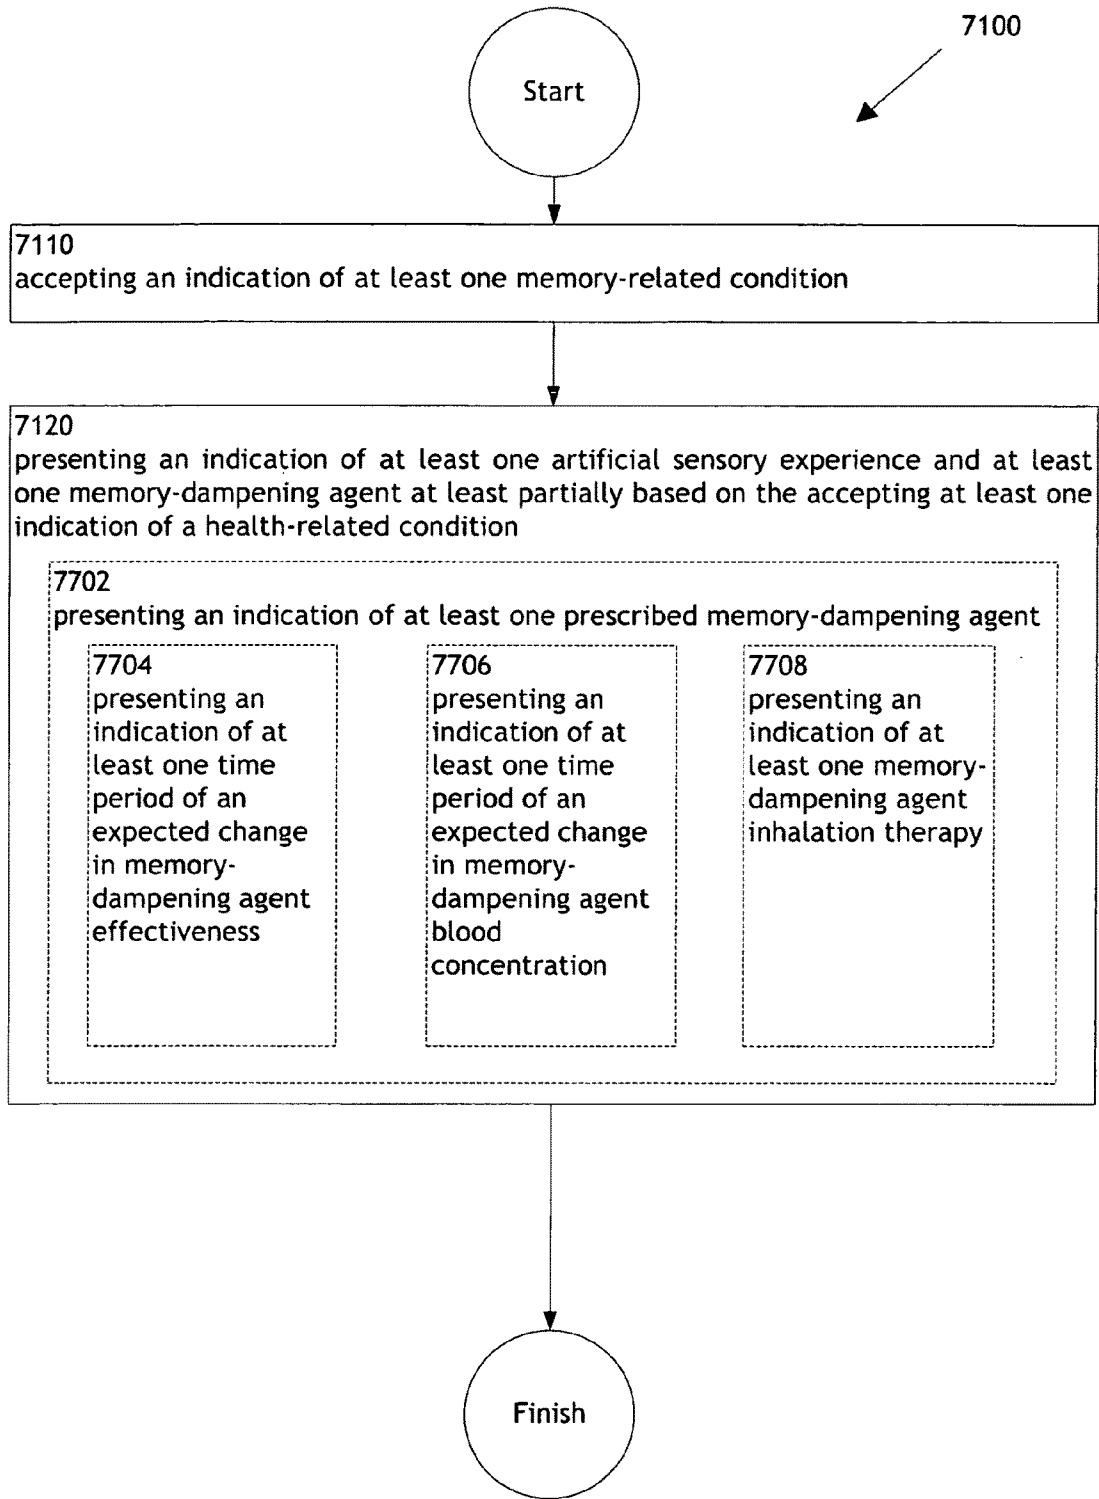 7100
Start
7110
accepting an indication of at least one memory-related condition
7120
presenting an indication of at least one artificial sensory experience and at least
one memory-dampening agent at least partially based on the accepting at least one
indication of a health-related condition
7702
presenting an indication of at least one prescribed memory-dampening agent
7704
presenting an
indication of at
least one time
period of an
expected change
in memory-
dampening agent
effectiveness
7706
presenting an
indication of at
least one time
period of an
expected change
in memory-
dampening agent
blood
concentration
7708
presenting an
indication of at
least one memory-
dampening agent
inhalation therapy
Finish